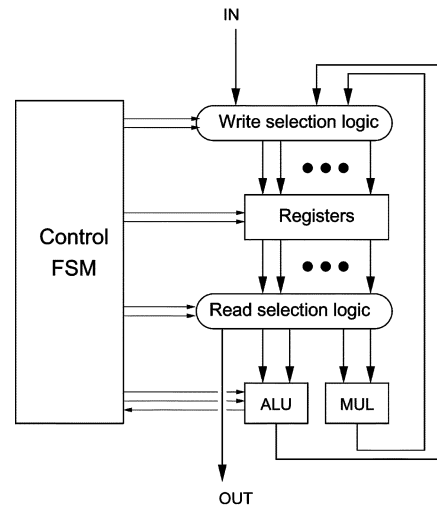 IN
Write selection logic
Registers
Control
FSM
Read selection logic
ALU
MUL
OUT